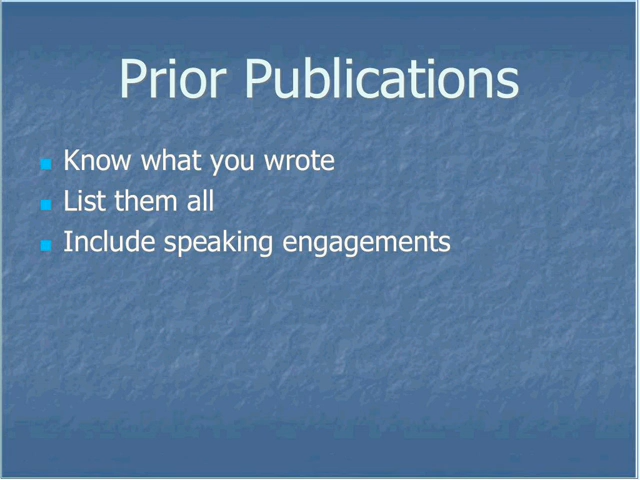 Prior Publications
Know what you wrote
List them all
Include speaking engagements